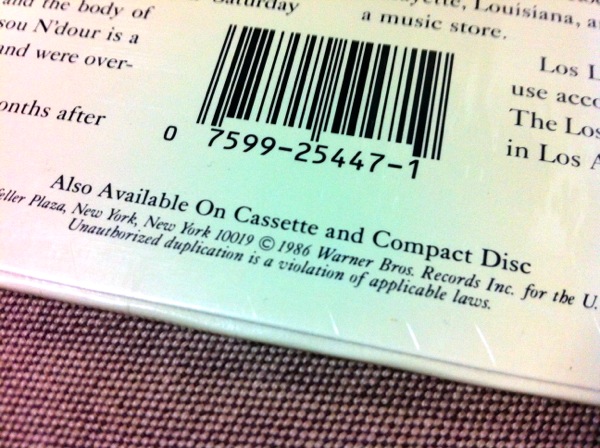 and the body of
sou N'dour is a
and were over-
onths after
Saturday
ayette, Louisiana, a
a music store.
Los L
use acco
The Los
in Los A
0 7599-25447-1
Also Available On Cassette and Compact Disc
eller Plaza, New York, New York 10019 © 1986 Warner Bros. Records Inc. for the U.
Unauthorized duplication is a violation of applicable laws.